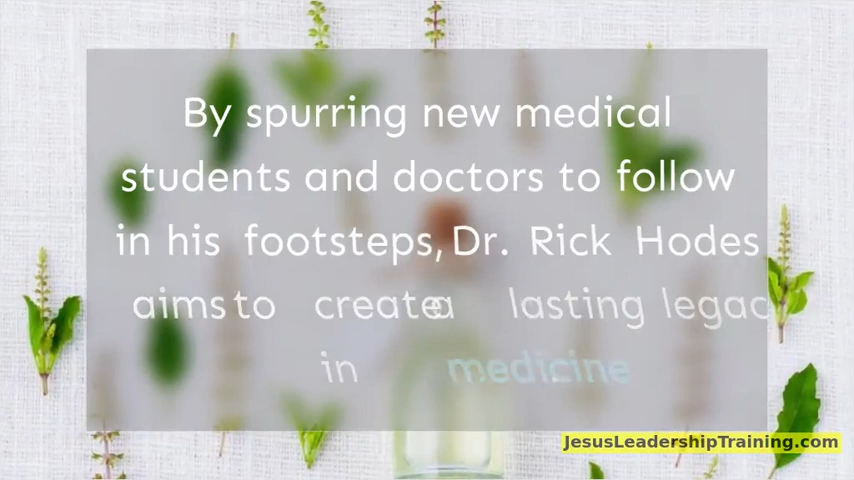 By spurring new medical
students and doctors to follow
in his footsteps, Dr. Rick Hodes
aims to create a lasting legac
in medicine
JesusLeadershipTraining.com